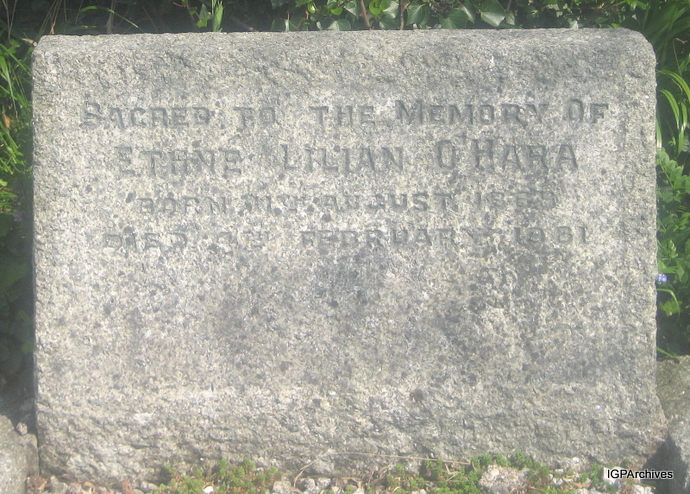 SACRED TO THE MEMORY OF
ETHNE LILIAN O'HARA
BORN AUGUST
DIED FEBRUARY
IGPArchives